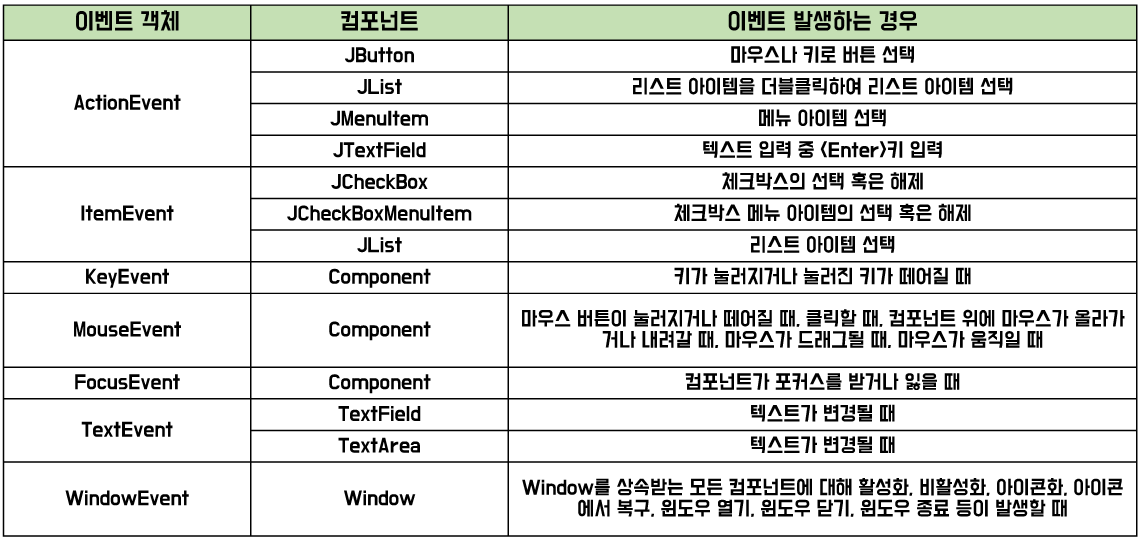 이벤트 객체 컴포넌트 이벤트 발생하는 경우
ActionEvent
JButton 마우스나 키로 버튼 선택
JList 리스트 아이템을 더블클릭하여 리스트 아이템 선택
JMenuItem 메뉴 아이템 선택
JTextField 텍스트 입력 중 <Enter>키 입력
ItemEvent
JCheckBox 체크박스의 선택 혹은 해제
JCheckBoxMenuItem 체크박스 메뉴 아이템의 선택 혹은 해제
JList 리스트 아이템 선택
KeyEvent Component 키가 눌러지거나 눌러진 키가 떼어질 때
MouseEvent Component 마우스 버튼이 눌러지거나 떼어질 때, 클릭할 때, 컴포넌트 위에 마우스가 올라가
거나 내려갈 때, 마우스가 드래그될 때, 마우스가 움직일 때
FocusEvent Component 컴포넌트가 포커스를 받거나 잃을 때
TextEvent
TextField 텍스트가 변경될 때
TextArea 텍스트가 변경될 때
WindowEvent Window Window를 상속받는 모든 컴포넌트에 대해 활성화, 비활성화, 아이콘화, 아이콘
에서 복구, 윈도우 열기, 윈도우 닫기, 윈도우 종료 등이 발생할 때